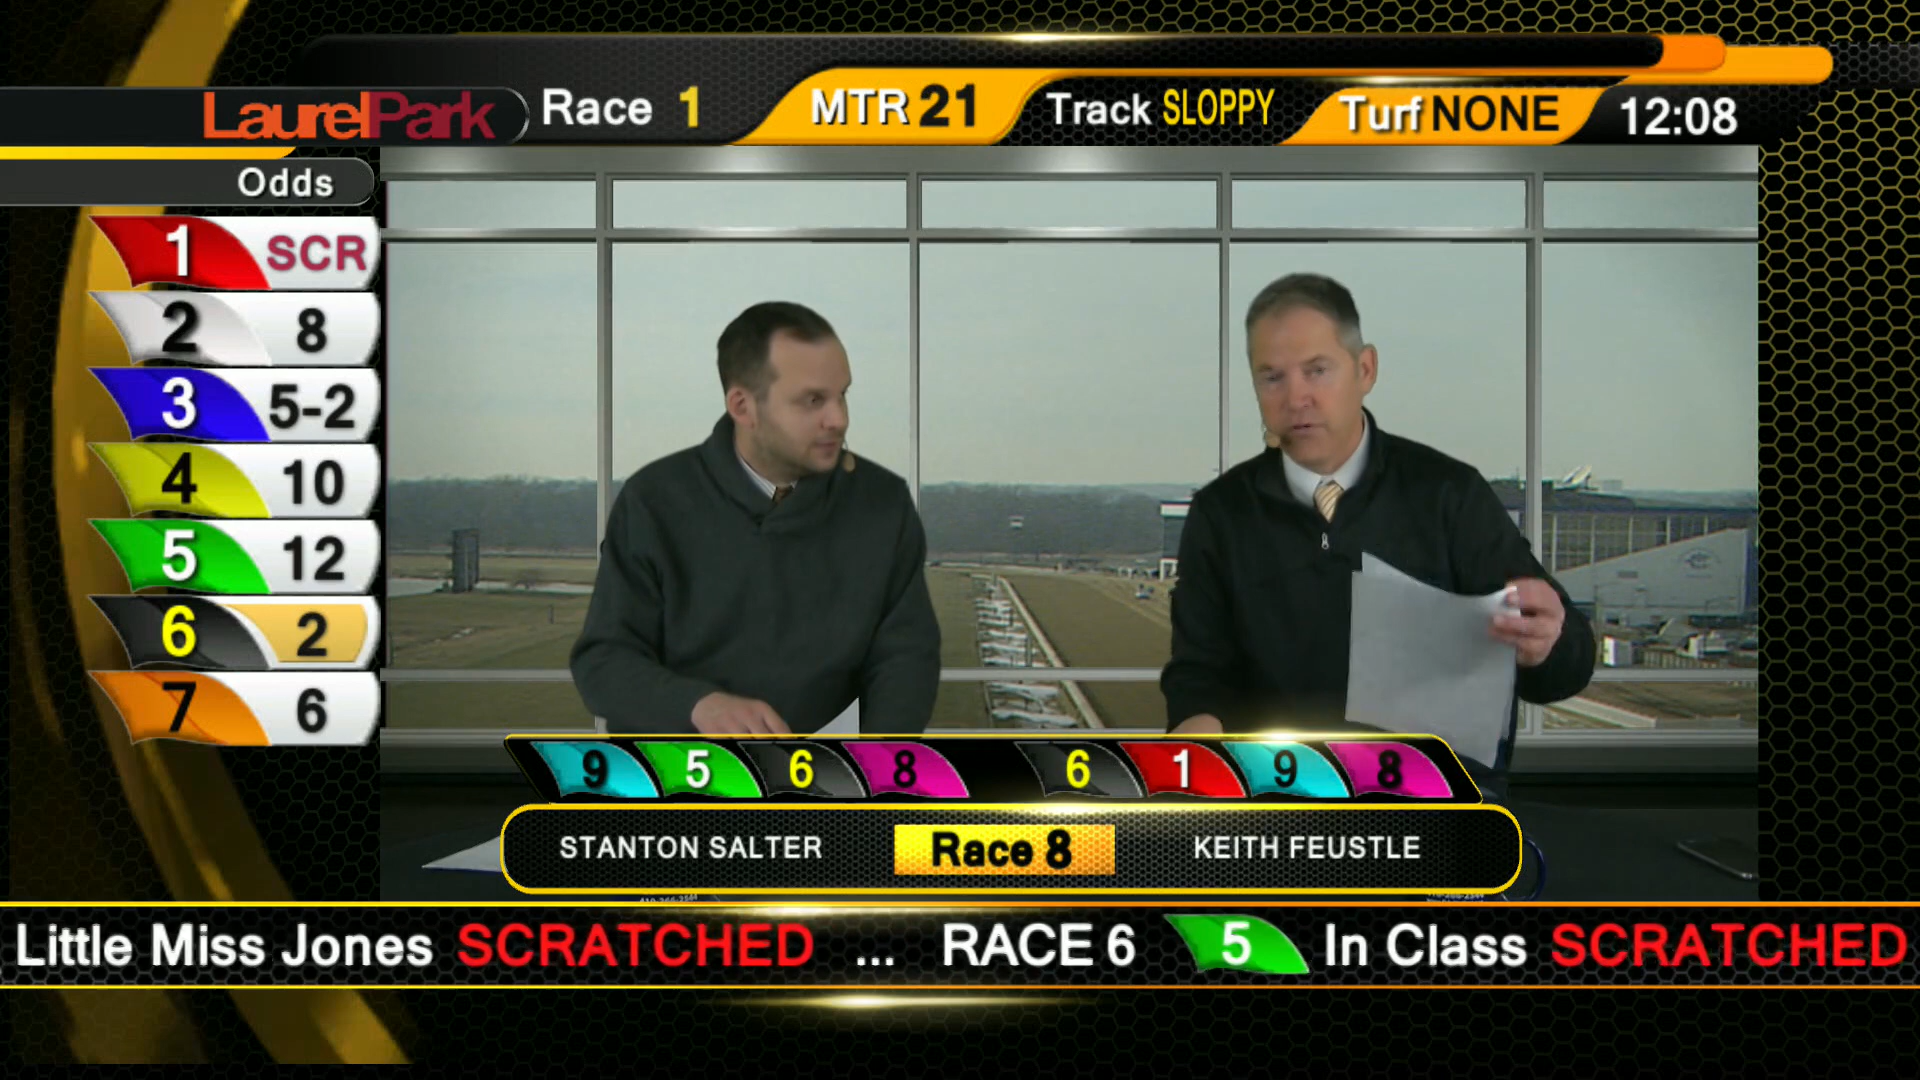 LaurelPark Race 1 MTR 21 Track SLOPPY Turf NONE 12:08
Odds
1 SCR
2 8
3 5-2
4 10
5 12
6 2
7 6
9 5 6 8 6 1 9 8
STANTON SALTER Race 8 KEITH FEUSTLE
Little Miss Jones SCRATCHED ... RACE 6 5 In Class SCRATCHED